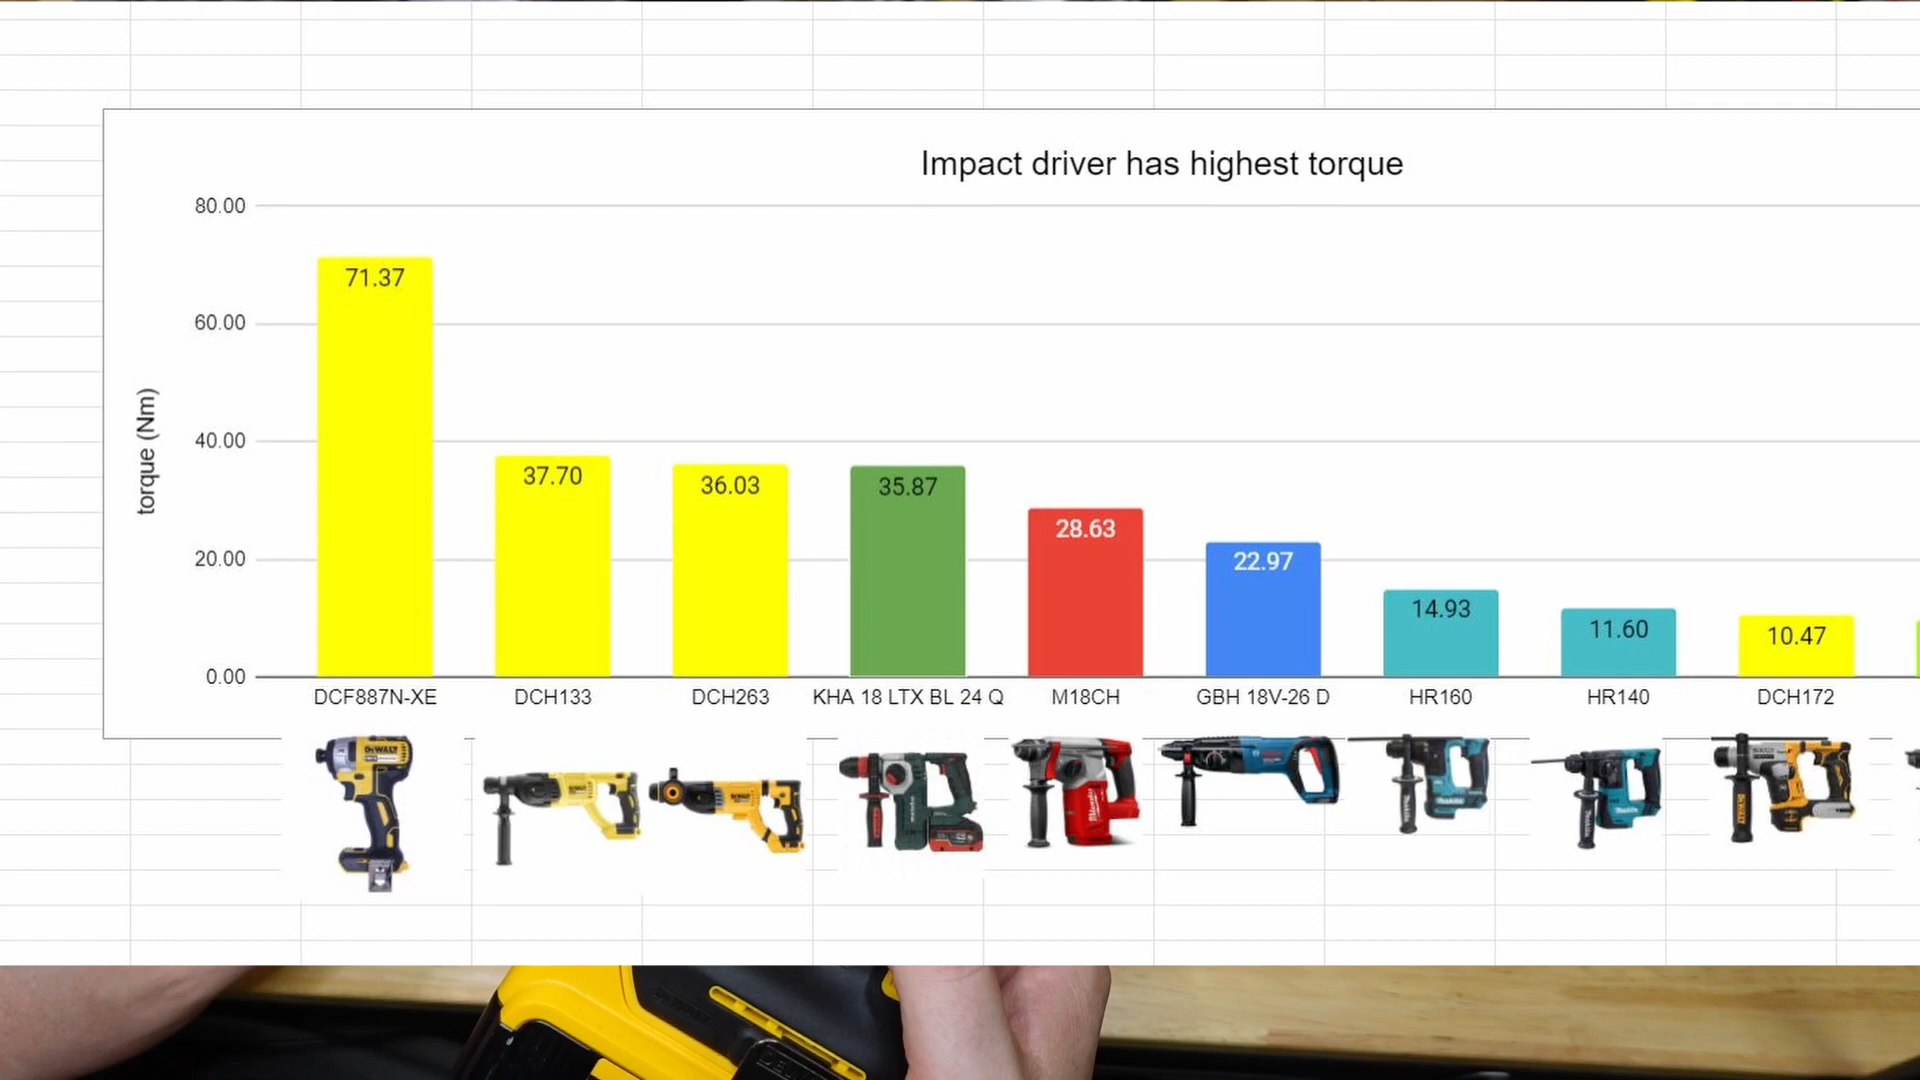 Impact driver has highest torque
80.00
60.00
40.00
20.00
0.00
torque (Nm)
71.37
37.70
36.03
35.87
28.63
22.97
14.93
11.60
10.47
DCF887N-XE
DCH133
DCH263
KHA 18 LTX BL 24 Q
M18CH
GBH 18V-26 D
HR160
HR140
DCH172
DEWALT